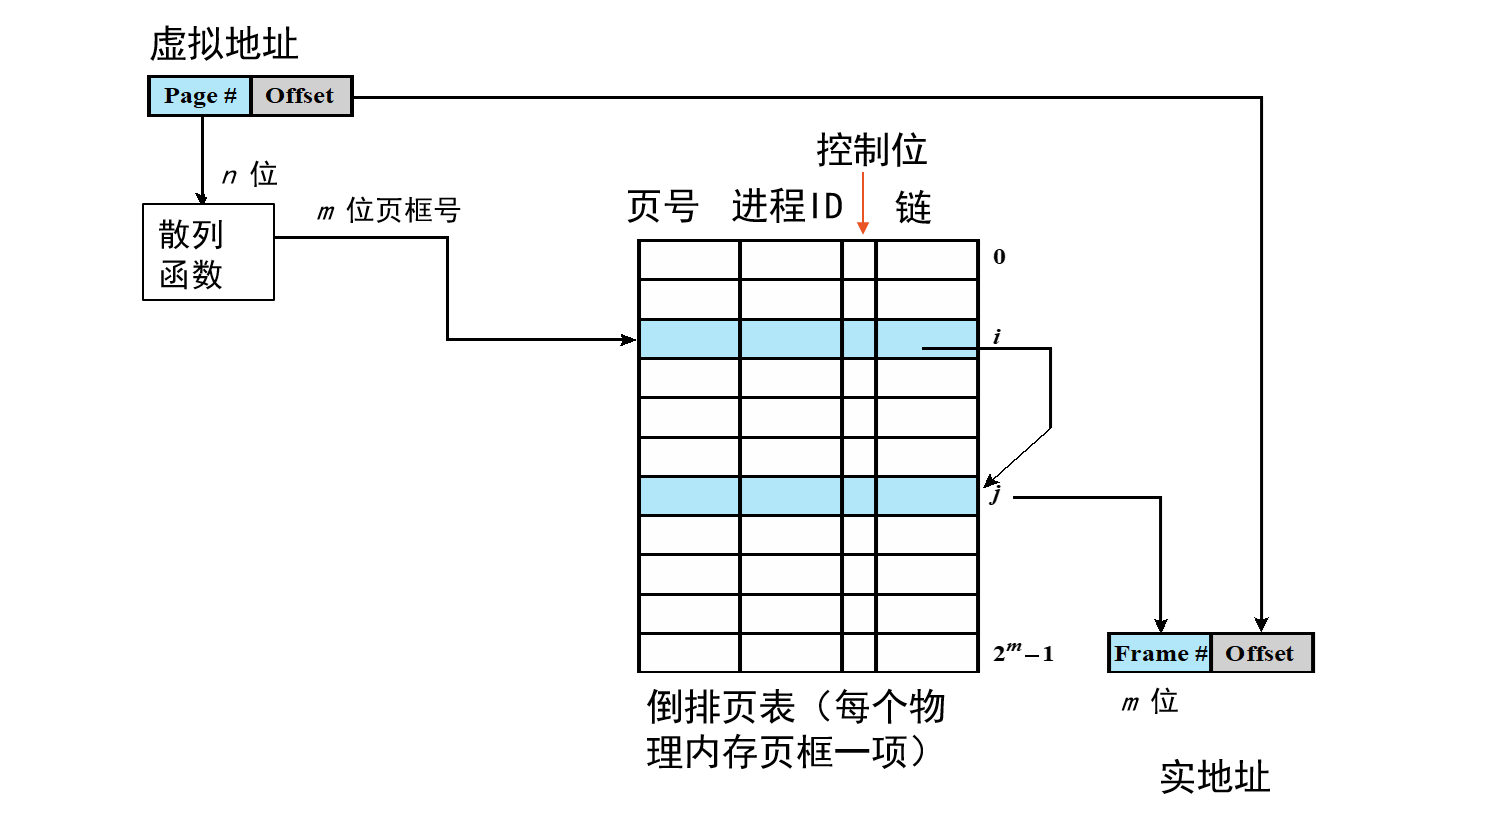 虚拟地址
Page # Offset
控制位
n 位
页号 进程ID 链
m 位页框号
散列
函数
0
i
j
2^m – 1
Frame # Offset
m 位
倒排页表（每个物
理内存页框一项）
实地址